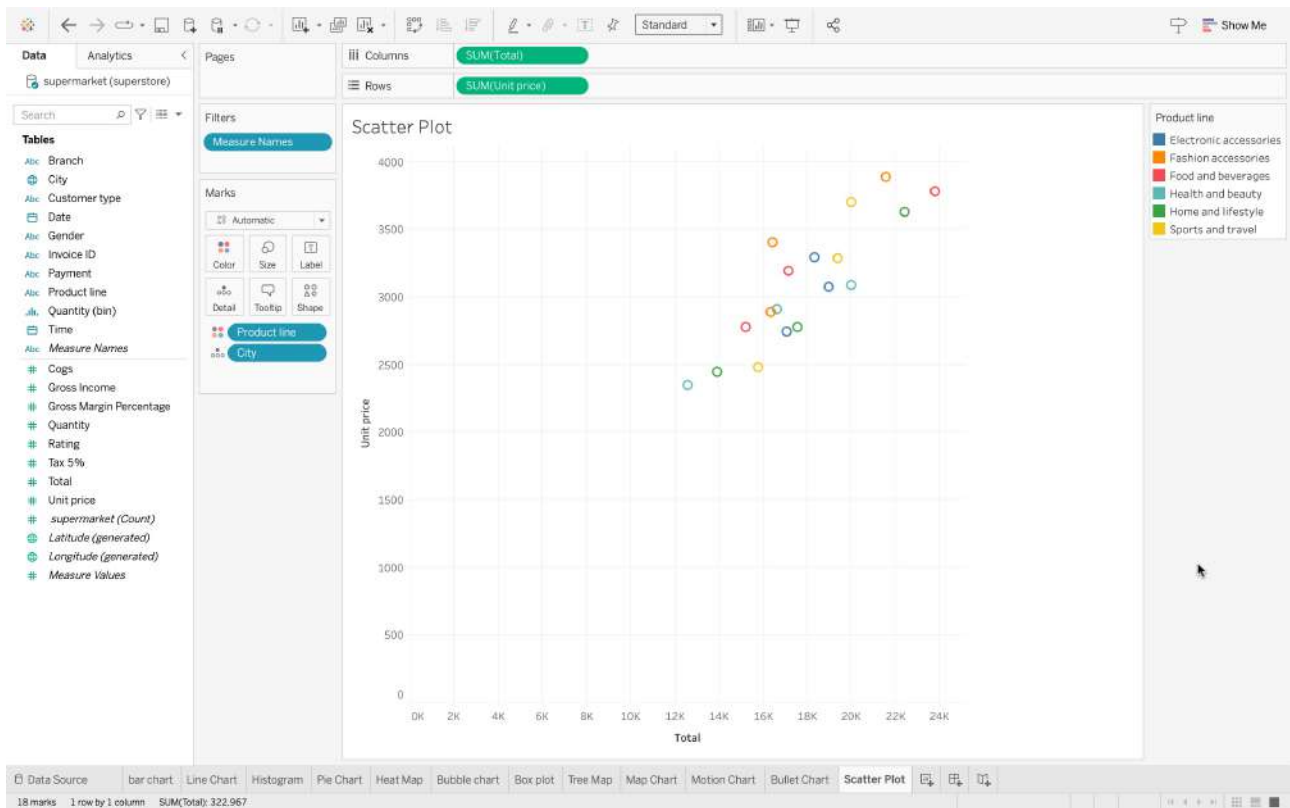 Standard
Show Me
Data
Analytics
Pages
Columns
SUM(Total)
supermarket (superstore)
Rows
SUM(Unit price)
Search
Filters
Measure Names
Tables
Abc Branch
City
Abc Customer type
Date
Abc Gender
Abc Invoice ID
Abc Payment
Abc Product line
Quantity (bin)
Time
Abc Measure Names
# Cogs
# Gross Income
# Gross Margin Percentage
# Quantity
# Rating
# Tax 5%
# Total
# Unit price
# supermarket (Count)
Latitude (generated)
Longitude (generated)
# Measure Values
Marks
Automatic
Color
Size
Label
Detail
Tooltip
Shape
Product line
City
Scatter Plot
4000
3500
3000
2500
2000
1500
1000
500
0
Unit price
0K 2K 4K 6K 8K 10K 12K 14K 16K 18K 20K 22K 24K
Total
Product line
Electronic accessories
Fashion accessories
Food and beverages
Health and beauty
Home and lifestyle
Sports and travel
Data Source bar chart Line Chart Histogram Pie Chart Heat Map Bubble chart Box plot Tree Map Map Chart Motion Chart Bullet Chart Scatter Plot
18 marks 1 row by 1 column SUM(Total): 322,967